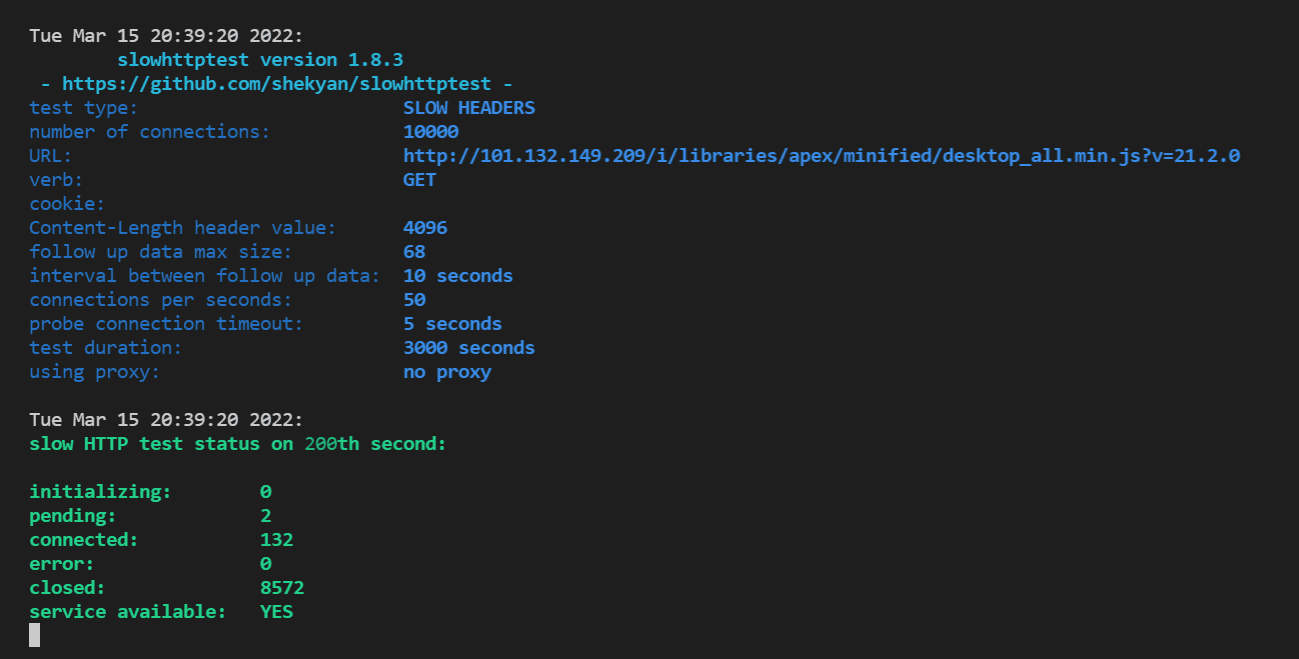 Tue Mar 15 20:39:20 2022:
slowhttptest version 1.8.3
- https://github.com/shekyan/slowhttptest -
test type: SLOW HEADERS
number of connections: 10000
URL: http://101.132.149.209/i/libraries/apex/minified/desktop_all.min.js?v=21.2.0
verb: GET
cookie:
Content-Length header value: 4096
follow up data max size: 68
interval between follow up data: 10 seconds
connections per seconds: 50
probe connection timeout: 5 seconds
test duration: 3000 seconds
using proxy: no proxy
Tue Mar 15 20:39:20 2022:
slow HTTP test status on 200th second:
initializing: 0
pending: 2
connected: 132
error: 0
closed: 8572
service available: YES